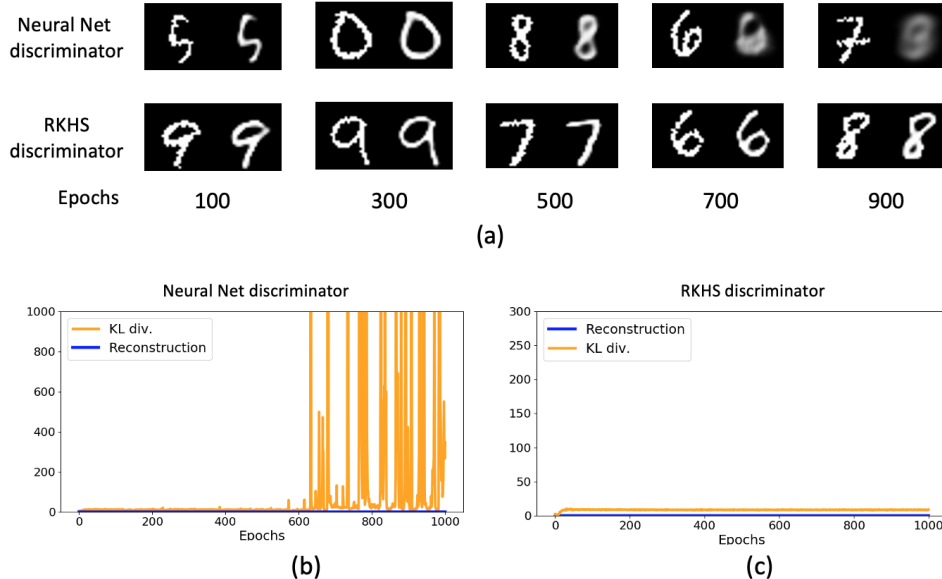 Neural Net
discriminator
RKHS
discriminator
Epochs 100 300 500 700 900
(a)
Neural Net discriminator
1000
800
600
400
200
0
KL div.
Reconstruction
0 200 400 600 800 1000
Epochs
(b)
RKHS discriminator
300
250
200
150
100
50
0
Reconstruction
KL div.
0 200 400 600 800 1000
Epochs
(c)